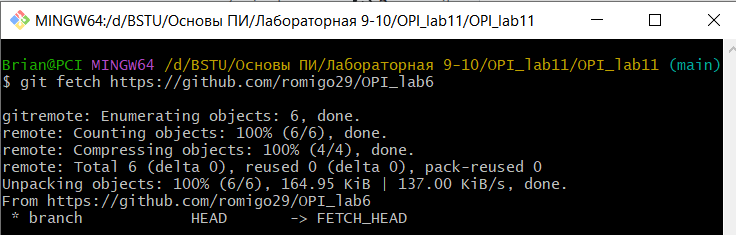 MINGW64:/d/BSTU/Основы ПИ/Лабораторная 9-10/OPI_lab11/OPI_lab11
Brian@PCI MINGW64 /d/BSTU/Основы ПИ/Лабораторная 9-10/OPI_lab11/OPI_lab11 (main)
$ git fetch https://github.com/romigo29/OPI_lab6
gitremote: Enumerating objects: 6, done.
remote: Counting objects: 100% (6/6), done.
remote: Compressing objects: 100% (4/4), done.
remote: Total 6 (delta 0), reused 0 (delta 0), pack-reused 0
Unpacking objects: 100% (6/6), 164.95 KiB | 137.00 KiB/s, done.
From https://github.com/romigo29/OPI_lab6
 * branch            HEAD       -> FETCH_HEAD